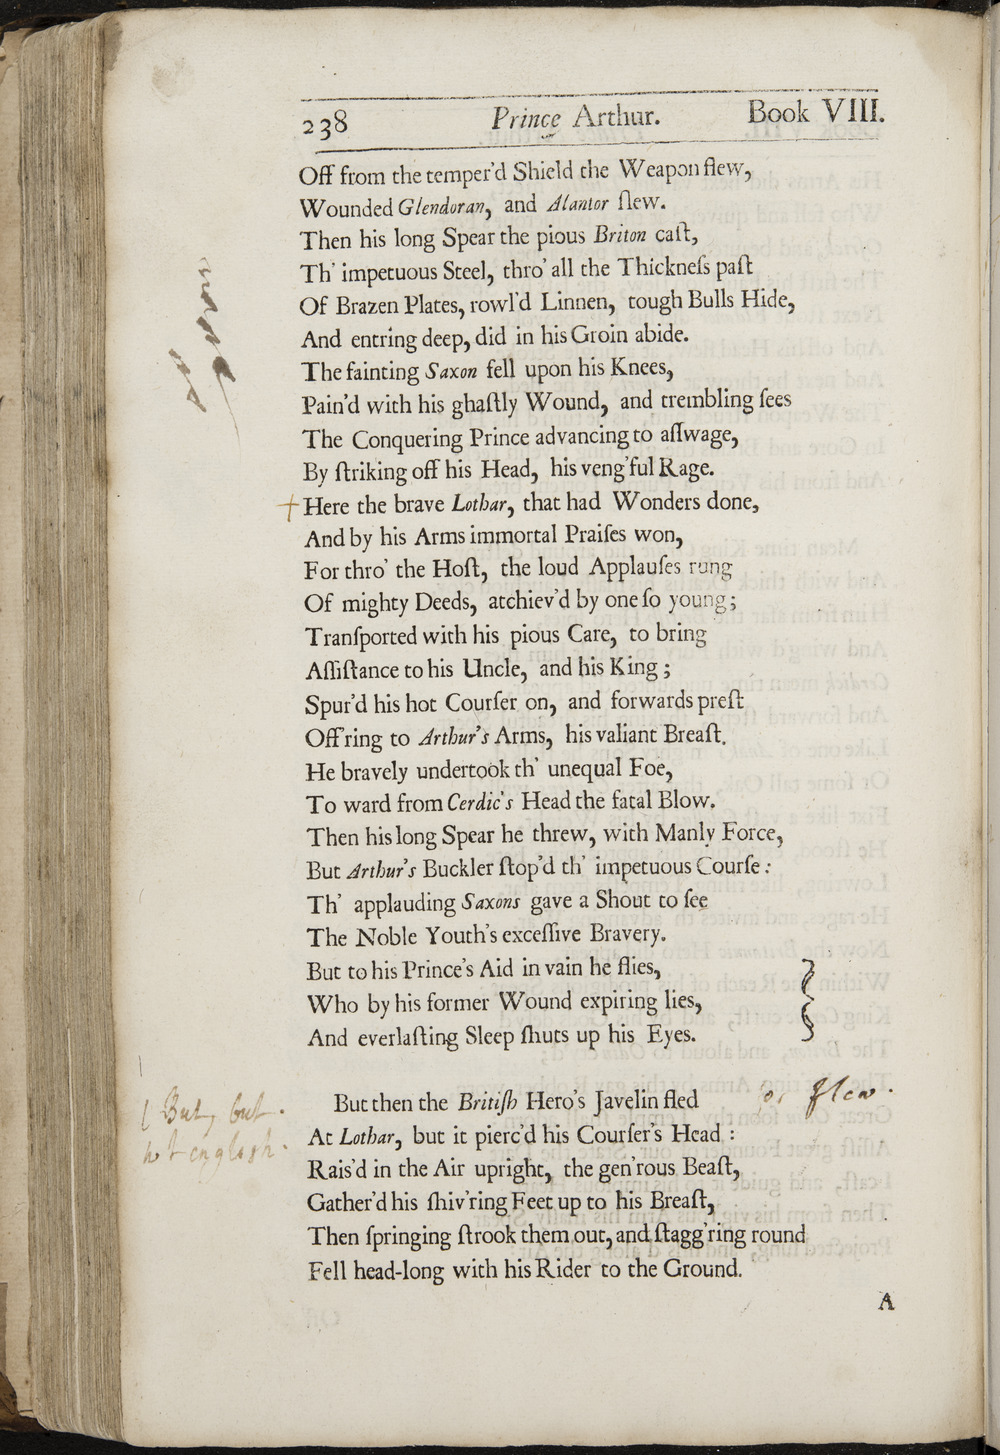 238 Prince Arthur. Book VIII.
Off from the temper'd Shield the Weapon flew,
Wounded Glendoran, and Alantor ſlew.
Then his long Spear the pious Briton caſt,
Th' impetuous Steel, thro' all the Thickneſs paſt
Of Brazen Plates, rowl'd Linnen, tough Bulls Hide,
And entring deep, did in his Groin abide.
The fainting Saxon fell upon his Knees,
Pain'd with his ghaſtly Wound, and trembling ſees
The Conquering Prince advancing to aſſwage,
By ſtriking off his Head, his veng'ful Rage.
† Here the brave Lothar, that had Wonders done,
And by his Arms immortal Praiſes won,
For thro' the Hoſt, the loud Applauſes rung
Of mighty Deeds, atchiev'd by one ſo young;
Tranſported with his pious Care, to bring
Aſſiſtance to his Uncle, and his King;
Spur'd his hot Courſer on, and forwards preſt
Off'ring to Arthur's Arms, his valiant Breaſt.
He bravely undertook th' unequal Foe,
To ward from Cerdic's Head the fatal Blow.
Then his long Spear he threw, with Manly Force,
But Arthur's Buckler ſtop'd th' impetuous Courſe:
Th' applauding Saxons gave a Shout to ſee
The Noble Youth's exceſſive Bravery.
But to his Prince's Aid in vain he flies,
Who by his former Wound expiring lies,
And everlaſting Sleep ſhuts up his Eyes.
But then the Britiſh Hero's Javelin fled or flew.
But, but
not english.
At Lothar, but it pierc'd his Courſer's Head:
Rais'd in the Air upright, the gen'rous Beaſt,
Gather'd his ſhiv'ring Feet up to his Breaſt,
Then ſpringing ſtrook them out, and ſtagg'ring round
Fell head-long with his Rider to the Ground.
A